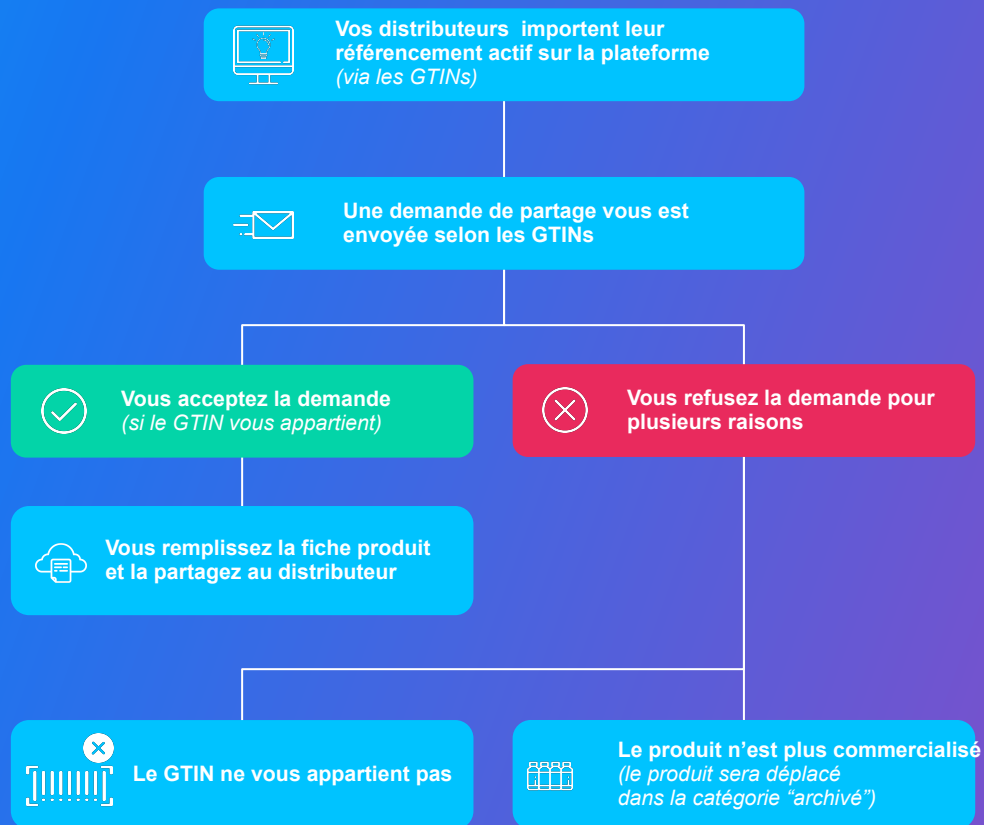 Vos distributeurs  importent leur
référencement actif sur la plateforme
(via les GTINs)
Une demande de partage vous est
envoyée selon les GTINs
Vous acceptez la demande
(si le GTIN vous appartient)
Vous refusez la demande pour
plusieurs raisons
Vous remplissez la fiche produit
et la partagez au distributeur
Le GTIN ne vous appartient pas
Le produit n’est plus commercialisé
(le produit sera déplacé
dans la catégorie “archivé”)